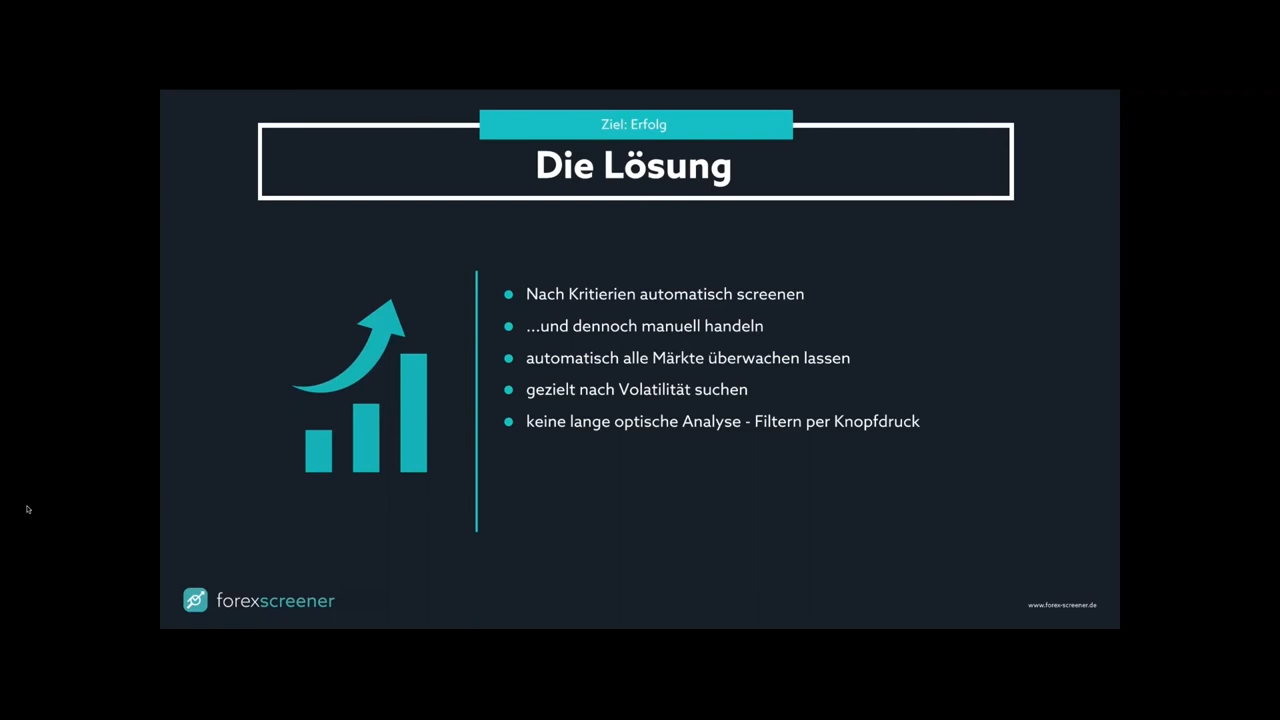 Ziel: Erfolg
Die Lösung
Nach Kritierien automatisch screenen
...und dennoch manuell handeln
automatisch alle Märkte überwachen lassen
gezielt nach Volatilität suchen
keine lange optische Analyse - Filtern per Knopfdruck
forexscreener
www.forex-screener.de